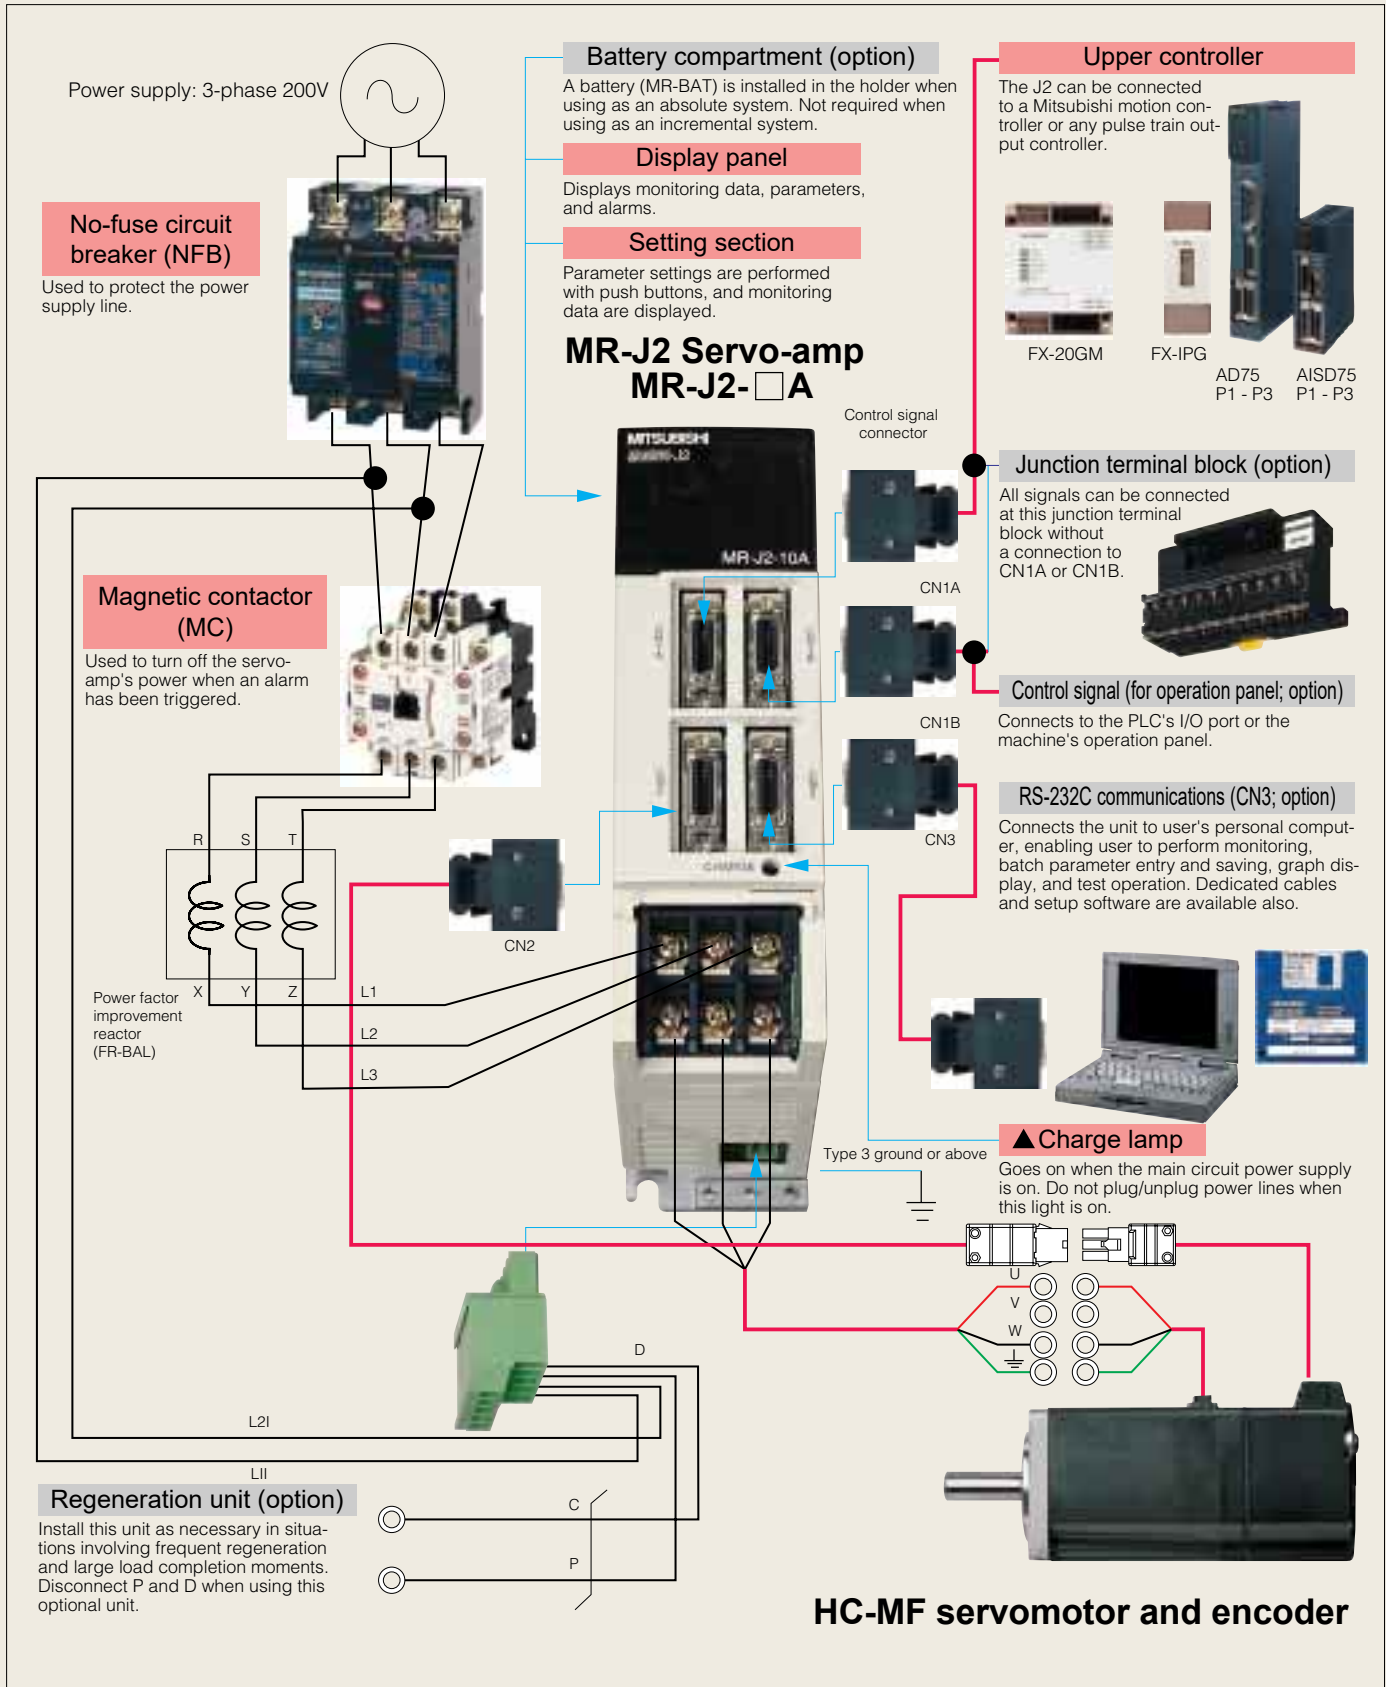 Power supply: 3-phase 200V
No-fuse circuit
breaker (NFB)
Used to protect the power
supply line.
Battery compartment (option)
A battery (MR-BAT) is installed in the holder when
using as an absolute system. Not required when
using as an incremental system.
Display panel
Displays monitoring data, parameters,
and alarms.
Setting section
Parameter settings are performed
with push buttons, and monitoring
data are displayed.
Upper controller
The J2 can be connected
to a Mitsubishi motion con-
troller or any pulse train out-
put controller.
FX-20GM
FX-IPG
AD75
P1 - P3
AISD75
P1 - P3
MR-J2 Servo-amp
MR-J2-□A
Control signal
connector
MITSUBISHI
MR-J2-10A
CN1A
CN1B
CN3
Junction terminal block (option)
All signals can be connected
at this junction terminal
block without
a connection to
CN1A or CN1B.
Control signal (for operation panel; option)
Connects to the PLC's I/O port or the
machine's operation panel.
RS-232C communications (CN3; option)
Connects the unit to user's personal comput-
er, enabling user to perform monitoring,
batch parameter entry and saving, graph dis-
play, and test operation. Dedicated cables
and setup software are available also.
Magnetic contactor
(MC)
Used to turn off the servo-
amp's power when an alarm
has been triggered.
R
S
T
X
Y
Z
Power factor
improvement
reactor
(FR-BAL)
L1
L2
L3
CN2
CHARGE
▲Charge lamp
Goes on when the main circuit power supply
is on. Do not plug/unplug power lines when
this light is on.
Type 3 ground or above
U
V
W
D
L2I
LII
Regeneration unit (option)
Install this unit as necessary in situa-
tions involving frequent regeneration
and large load completion moments.
Disconnect P and D when using this
optional unit.
C
P
HC-MF servomotor and encoder